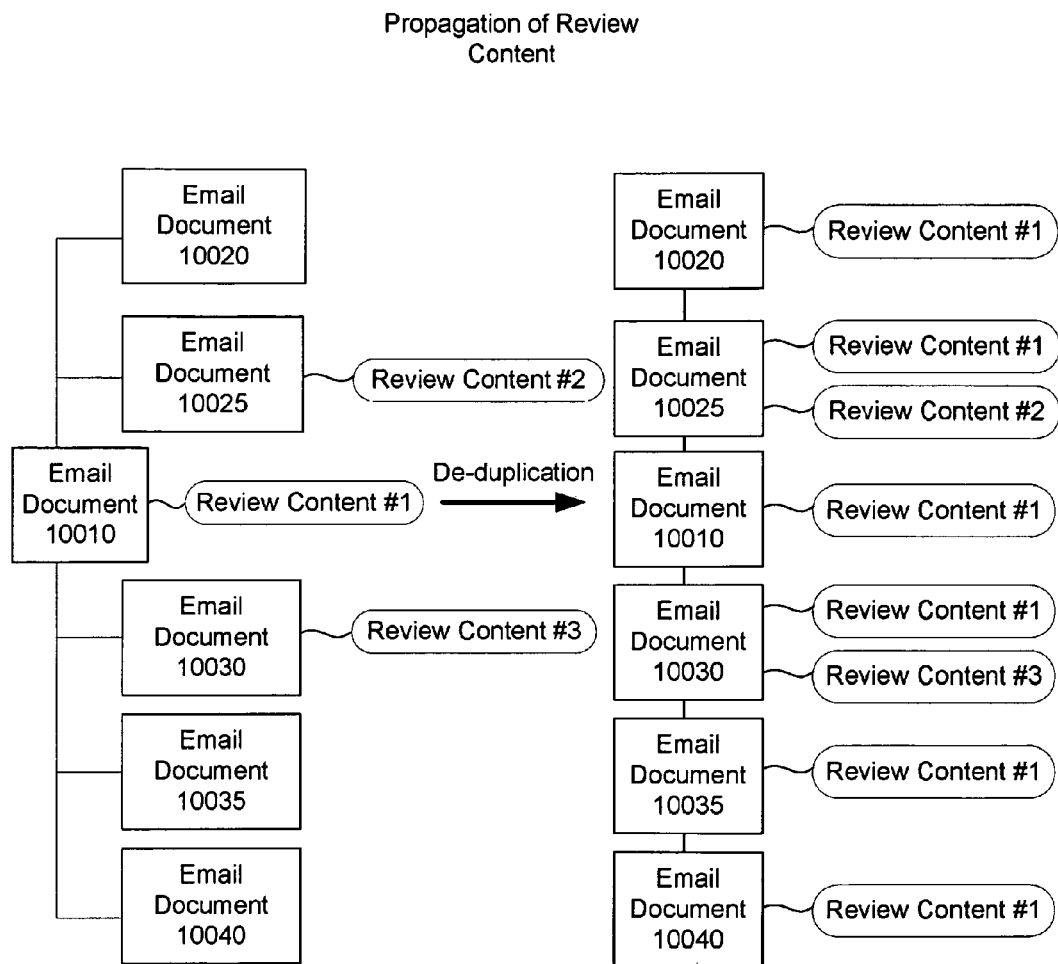 Propagation of Review
Content
Email
Document
10020
Email
Document
10025
Review Content #2
Email
Document
10010
Review Content #1
De-duplication
Email
Document
10030
Review Content #3
Email
Document
10035
Email
Document
10040
Email
Document
10020
Review Content #1
Email
Document
10025
Review Content #1
Review Content #2
Email
Document
10010
Review Content #1
Email
Document
10030
Review Content #1
Review Content #3
Email
Document
10035
Review Content #1
Email
Document
10040
Review Content #1